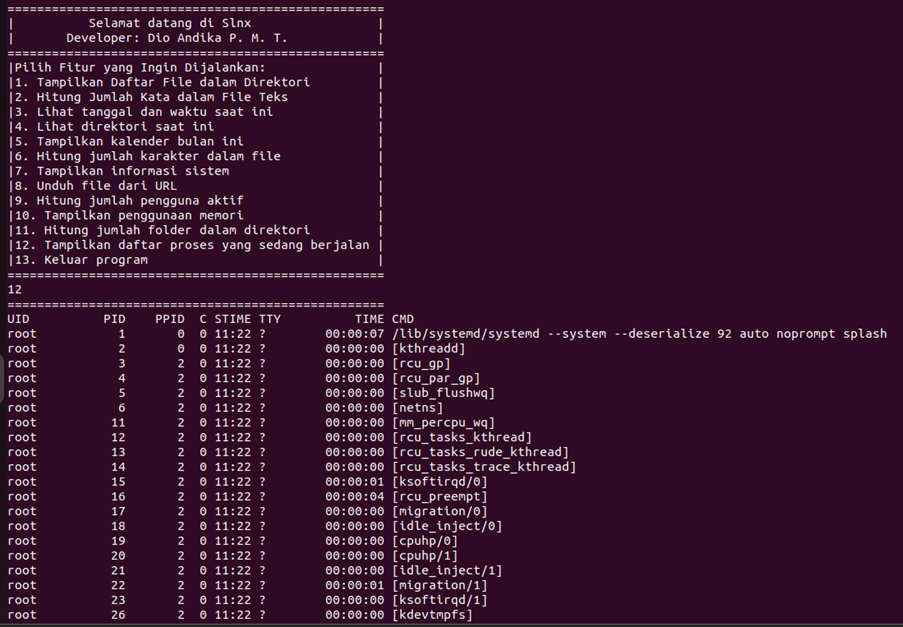 ===================================================
|          Selamat datang di Slnx                 |
|       Developer: Dio Andika P. M. T.            |
===================================================
|Pilih Fitur yang Ingin Dijalankan:               |
|1. Tampilkan Daftar File dalam Direktori         |
|2. Hitung Jumlah Kata dalam File Teks            |
|3. Lihat tanggal dan waktu saat ini              |
|4. Lihat direktori saat ini                      |
|5. Tampilkan kalender bulan ini                  |
|6. Hitung jumlah karakter dalam file             |
|7. Tampilkan informasi sistem                    |
|8. Unduh file dari URL                           |
|9. Hitung jumlah pengguna aktif                  |
|10. Tampilkan penggunaan memori                  |
|11. Hitung jumlah folder dalam direktori         |
|12. Tampilkan daftar proses yang sedang berjalan |
|13. Keluar program                               |
===================================================
12
===================================================
UID          PID    PPID  C STIME TTY          TIME CMD
root           1       0  0 11:22 ?        00:00:07 /lib/systemd/systemd --system --deserialize 92 auto noprompt splash
root           2       0  0 11:22 ?        00:00:00 [kthreadd]
root           3       2  0 11:22 ?        00:00:00 [rcu_gp]
root           4       2  0 11:22 ?        00:00:00 [rcu_par_gp]
root           5       2  0 11:22 ?        00:00:00 [slub_flushwq]
root           6       2  0 11:22 ?        00:00:00 [netns]
root          11       2  0 11:22 ?        00:00:00 [mm_percpu_wq]
root          12       2  0 11:22 ?        00:00:00 [rcu_tasks_kthread]
root          13       2  0 11:22 ?        00:00:00 [rcu_tasks_rude_kthread]
root          14       2  0 11:22 ?        00:00:00 [rcu_tasks_trace_kthread]
root          15       2  0 11:22 ?        00:00:01 [ksoftirqd/0]
root          16       2  0 11:22 ?        00:00:04 [rcu_preempt]
root          17       2  0 11:22 ?        00:00:00 [migration/0]
root          18       2  0 11:22 ?        00:00:00 [idle_inject/0]
root          19       2  0 11:22 ?        00:00:00 [cpuhp/0]
root          20       2  0 11:22 ?        00:00:00 [cpuhp/1]
root          21       2  0 11:22 ?        00:00:00 [idle_inject/1]
root          22       2  0 11:22 ?        00:00:01 [migration/1]
root          23       2  0 11:22 ?        00:00:00 [ksoftirqd/1]
root          26       2  0 11:22 ?        00:00:00 [kdevtmpfs]